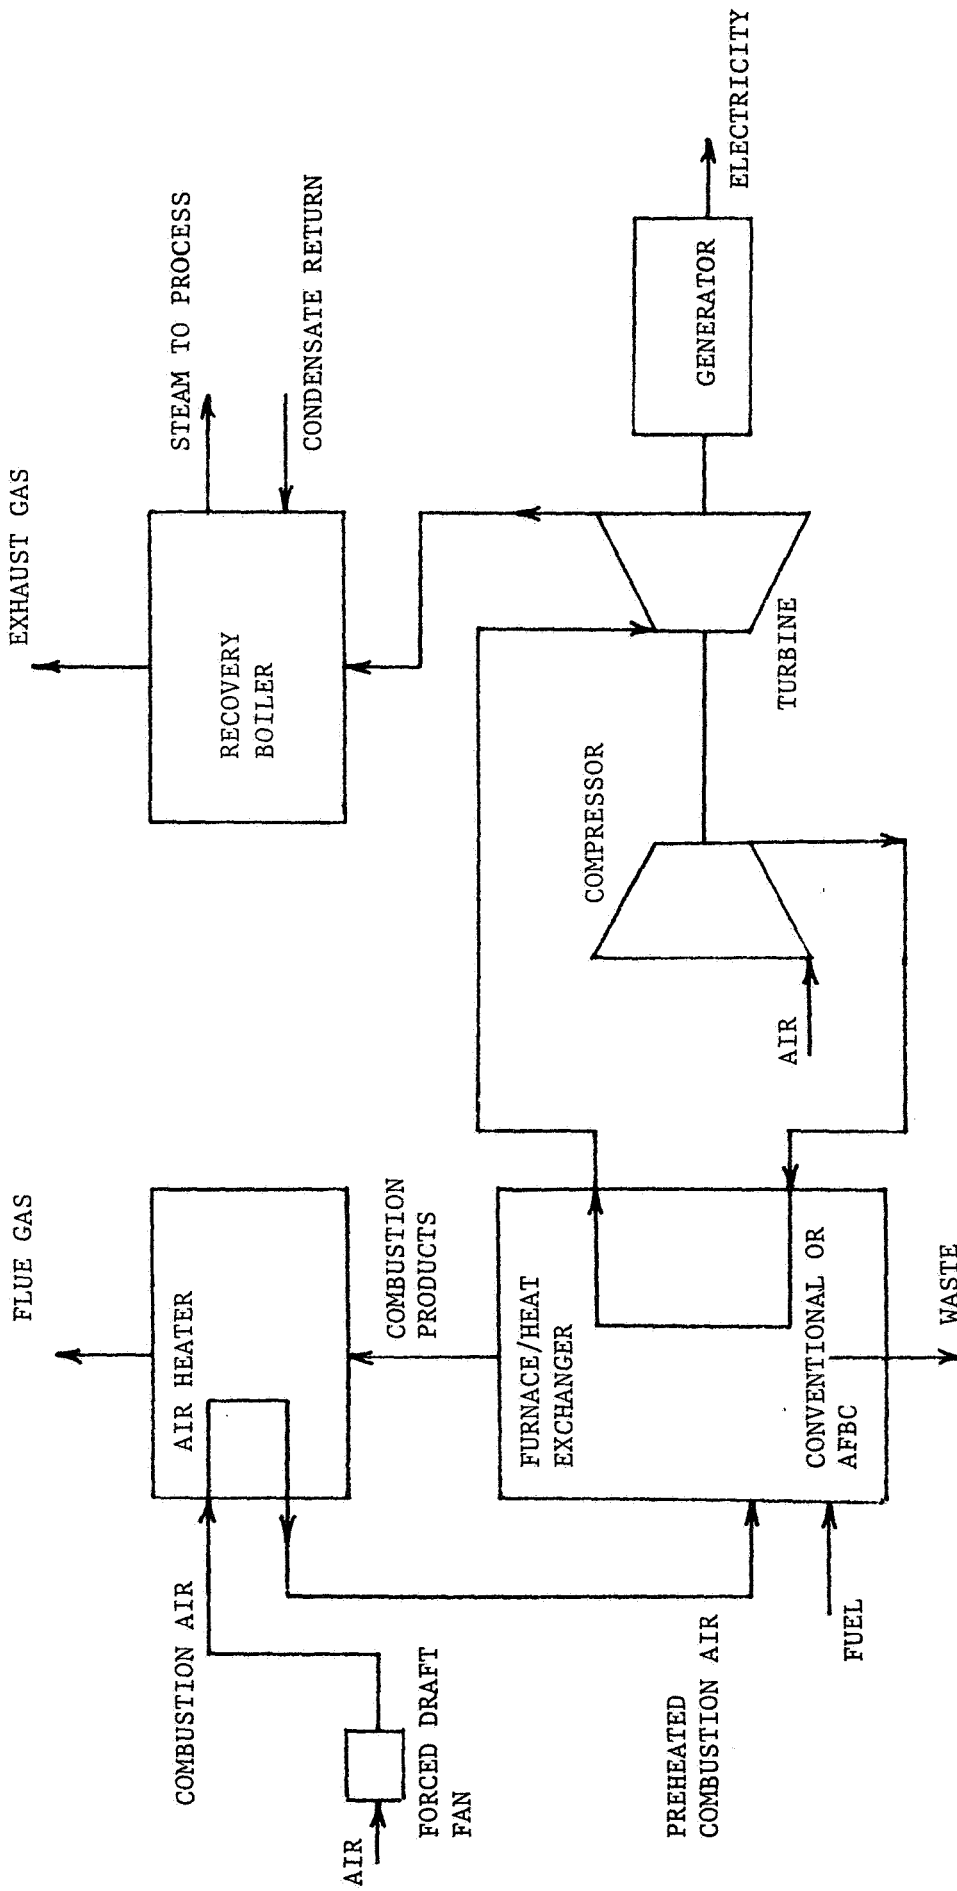 FLUE GAS
EXHAUST GAS
COMBUSTION AIR
AIR HEATER
RECOVERY
BOILER
STEAM TO PROCESS
CONDENSATE RETURN
AIR
FORCED DRAFT
FAN
COMBUSTION
PRODUCTS
PREHEATED
COMBUSTION AIR
FURNACE/HEAT
EXCHANGER
COMPRESSOR
AIR
TURBINE
GENERATOR
ELECTRICITY
FUEL
CONVENTIONAL OR
AFBC
WASTE